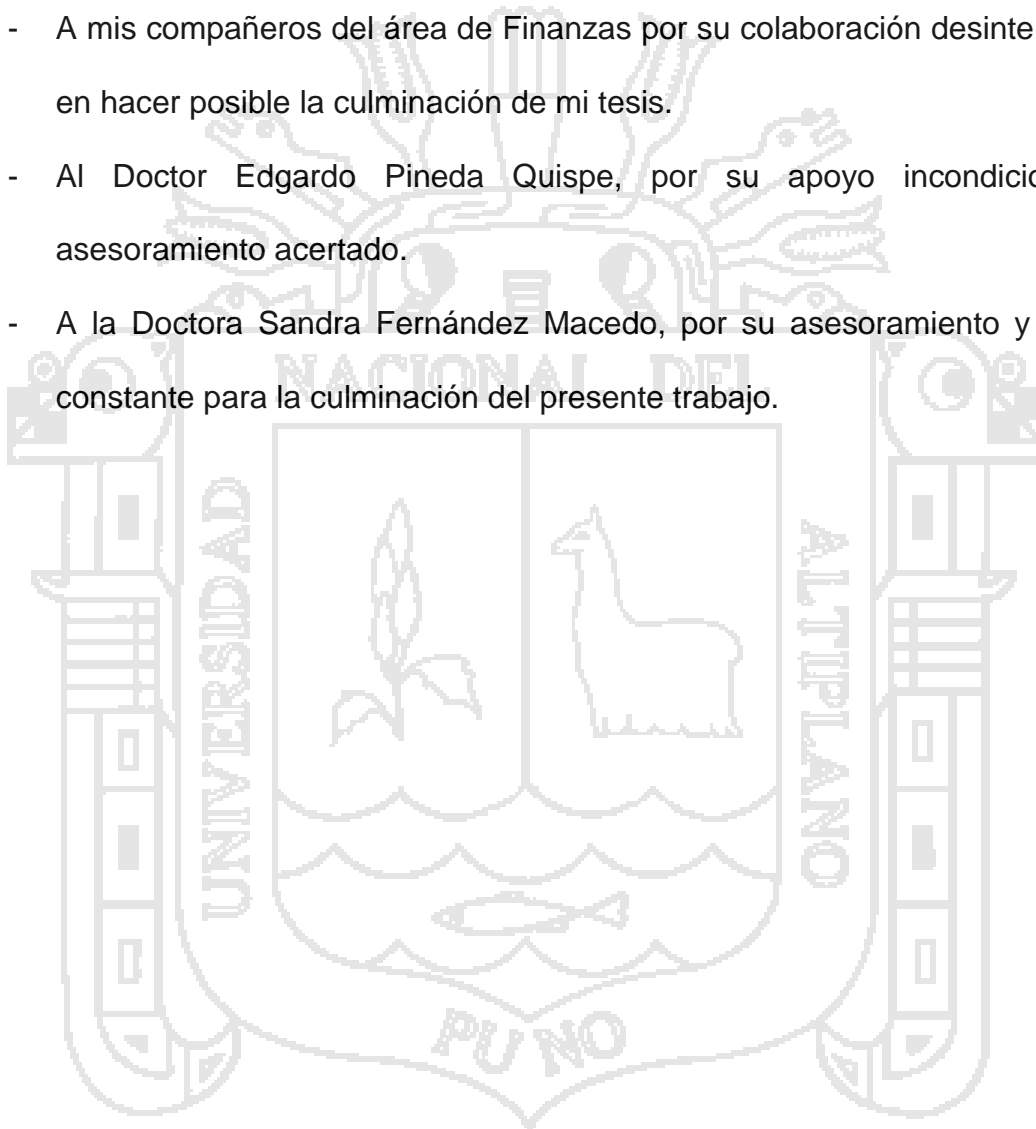 - A mis compañeros del área de Finanzas por su colaboración desinte
en hacer posible la culminación de mi tesis.
- Al Doctor Edgardo Pineda Quispe, por su apoyo incondicio
asesoramiento acertado.
- A la Doctora Sandra Fernández Macedo, por su asesoramiento y
NACIONAL DEL
constante para la culminación del presente trabajo.
UNIVERSIDAD
ALTIPLANO
PUNO